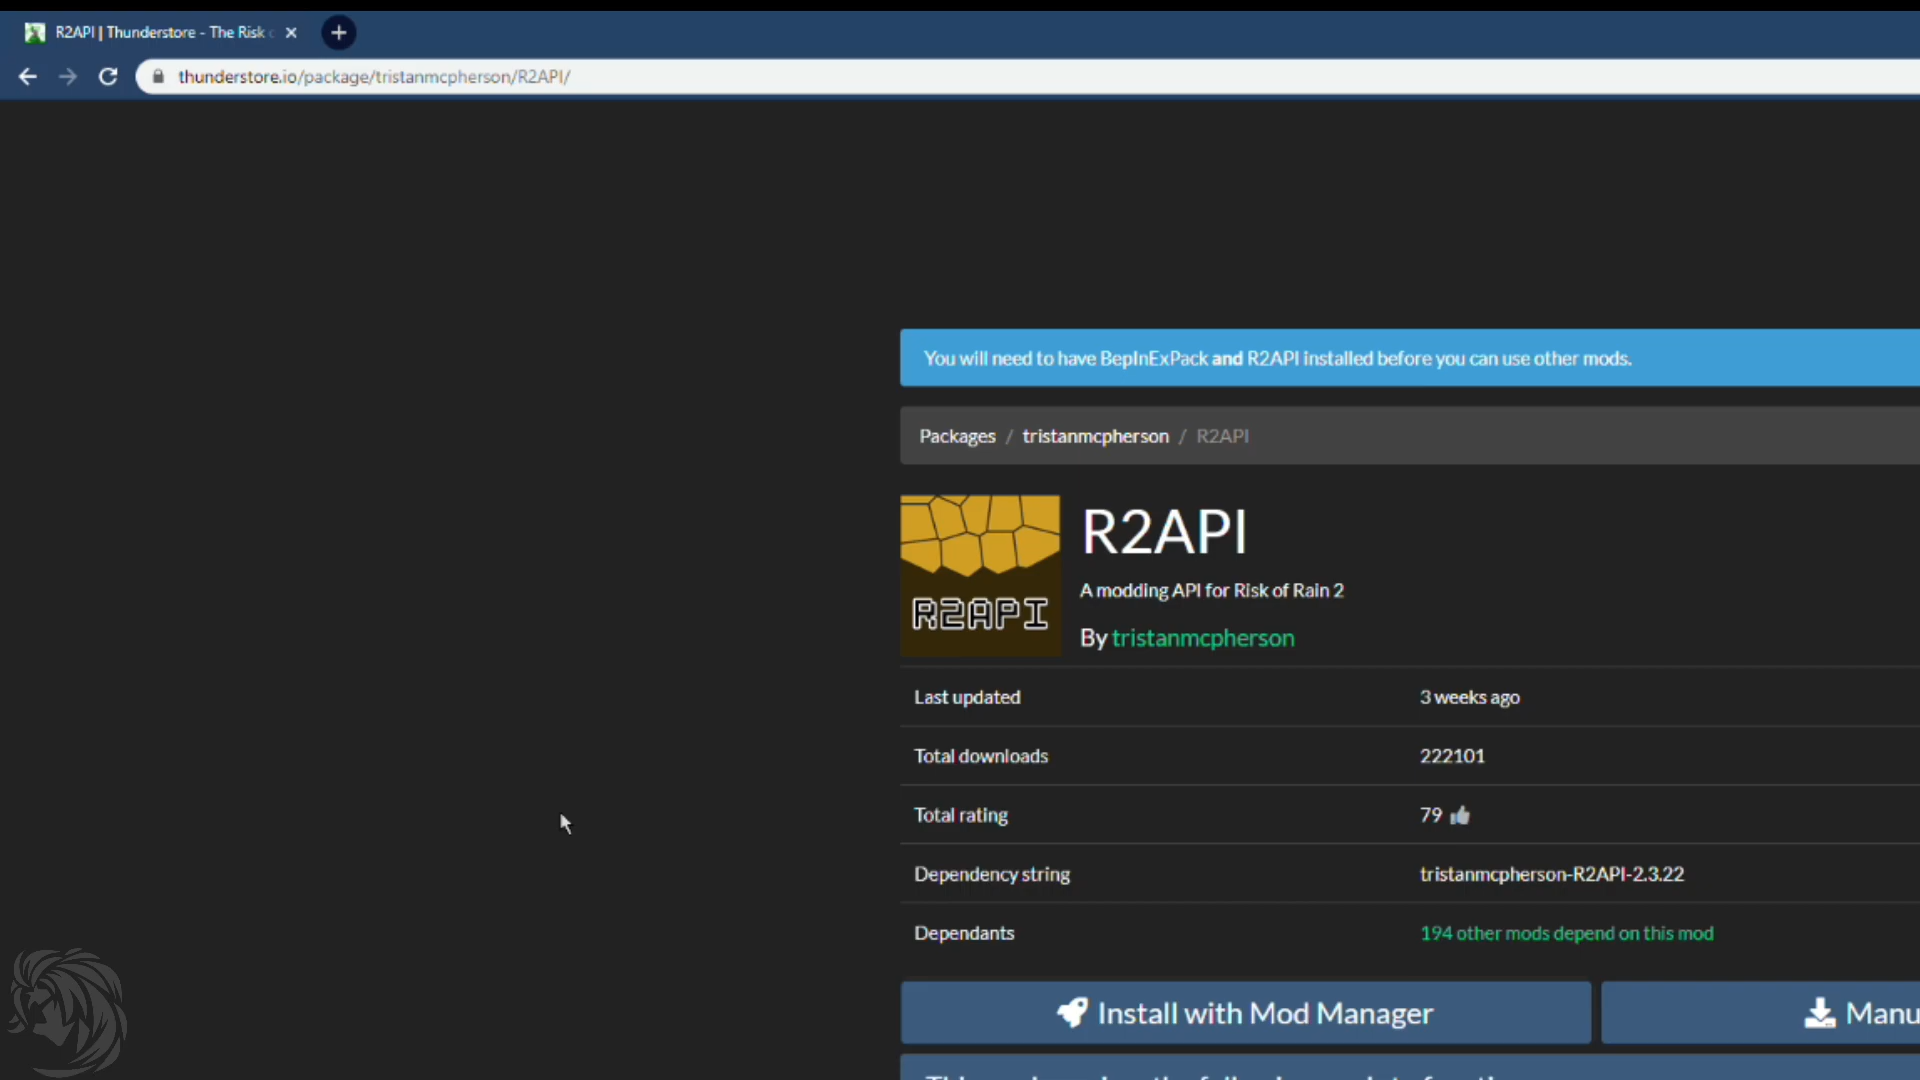 R2API | Thunderstore - The Risk
thunderstore.io/package/tristanmcpherson/R2API/
You will need to have BepInExPack and R2API installed before you can use other mods.
Packages / tristanmcpherson / R2API
R2API
R2API
A modding API for Risk of Rain 2
By tristanmcpherson
Last updated 3 weeks ago
Total downloads 222101
Total rating 79
Dependency string tristanmcpherson-R2API-2.3.22
Dependants 194 other mods depend on this mod
Install with Mod Manager
Manu